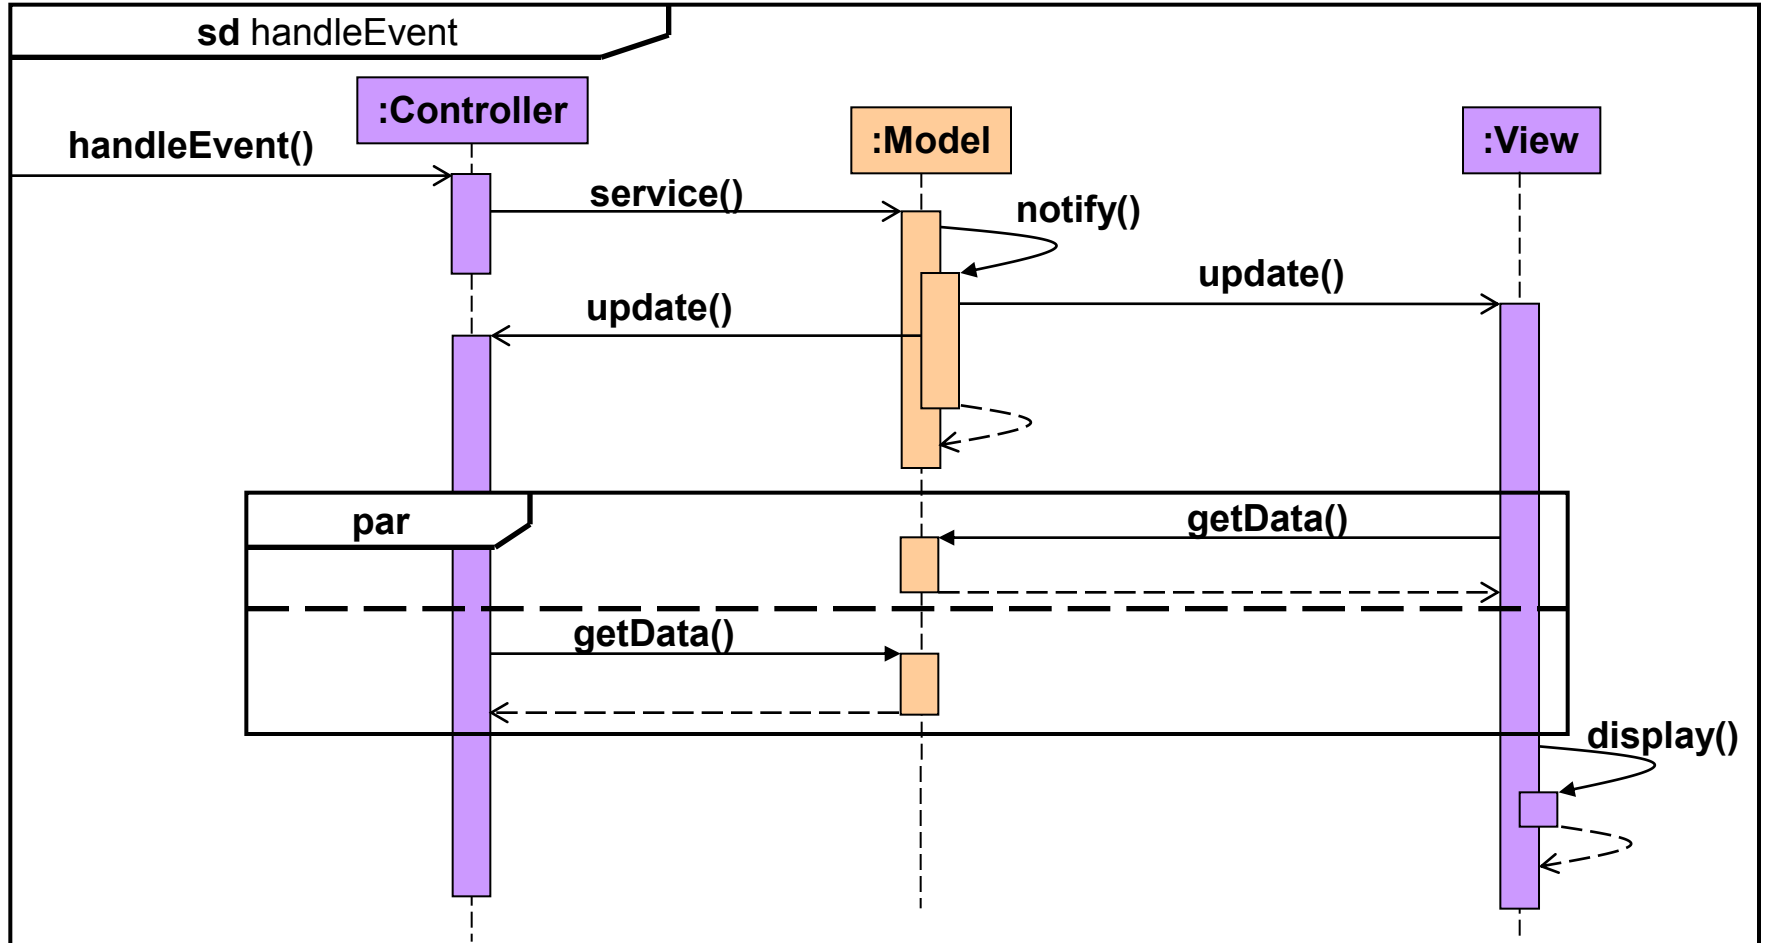 sd handleEvent
:Controller
:Model
:View
handleEvent()
service()
notify()
update()
update()
par
getData()
getData()
display()